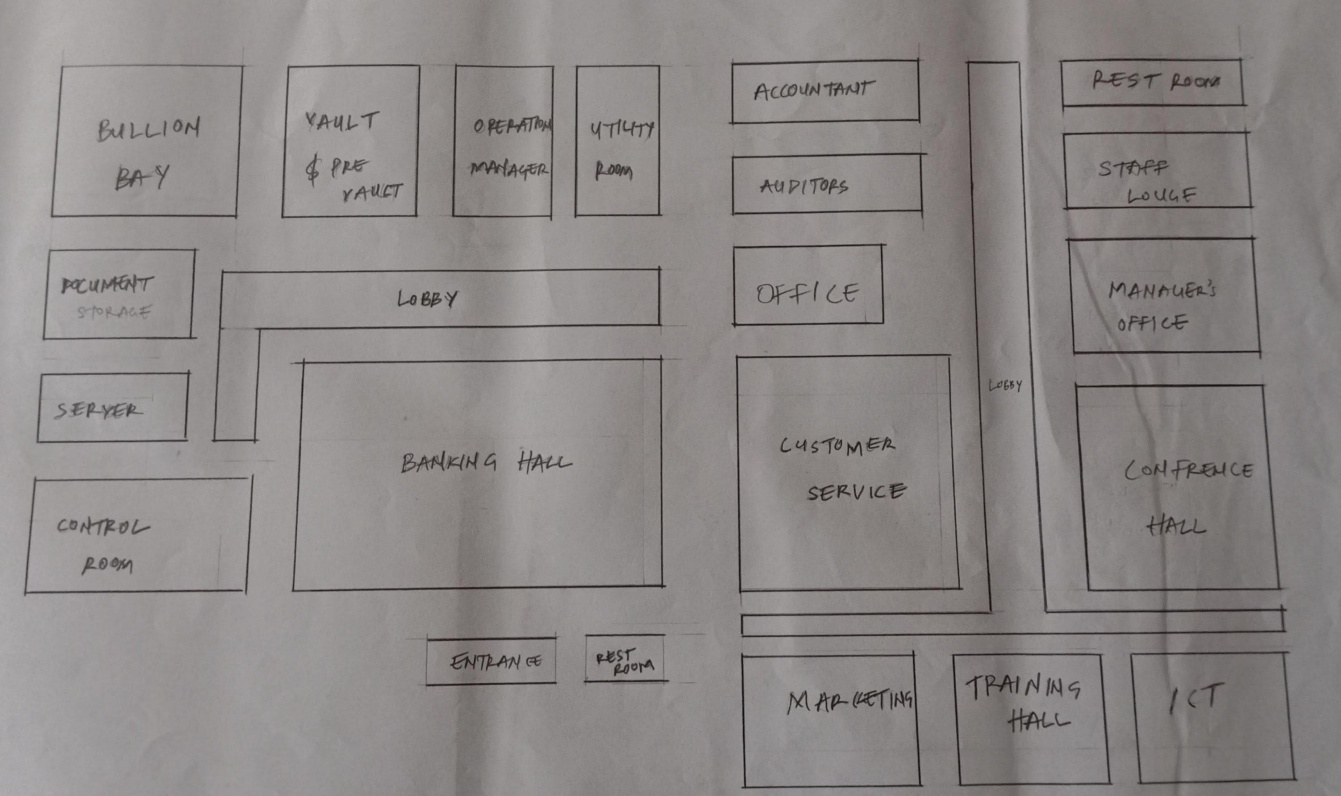 BULLION
BAY
VAULT
$ PRE
VAULT
OPERATION
MANAGER
UTILITY
ROOM
ACCOUNTANT
AUDITORS
OFFICE
REST ROOM
STAFF
LOUGE
MANAGER'S
OFFICE
DOCUMENT
STORAGE
LOBBY
SERVER
CONTROL
ROOM
BANKING HALL
CUSTOMER
SERVICE
LOBBY
CONFRENCE
HALL
ENTRANCE
REST
ROOM
MARKETING
TRAINING
HALL
ICT